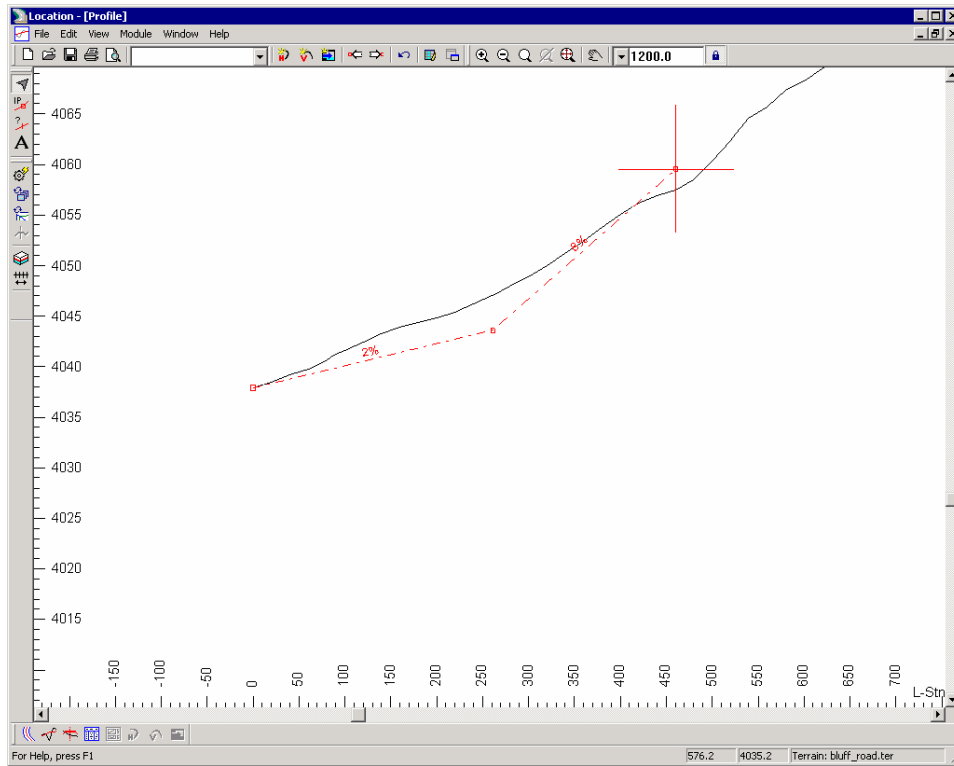 Location - [Profile]
File Edit View Module Window Help
1200.0
IP
?
A
H
V
4065
4060
4055
4050
4045
4040
4035
4030
4025
4020
4015
8%
2%
-150 -100 -50 0 50 100 150 200 250 300 350 400 450 500 550 600 650 700
L-Stn
For Help, press F1
576.2 4035.2 Terrain: bluff_road.ter